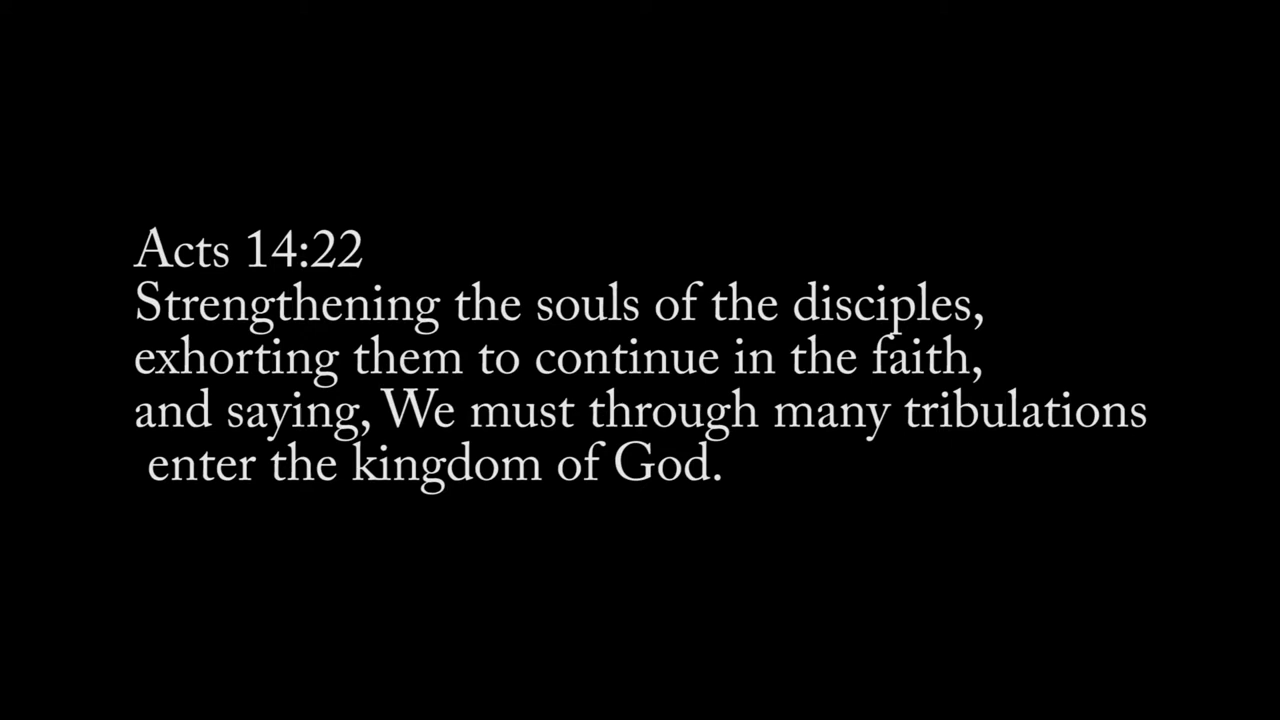 Acts 14:22
Strengthening the souls of the disciples,
exhorting them to continue in the faith,
and saying, We must through many tribulations
enter the kingdom of God.